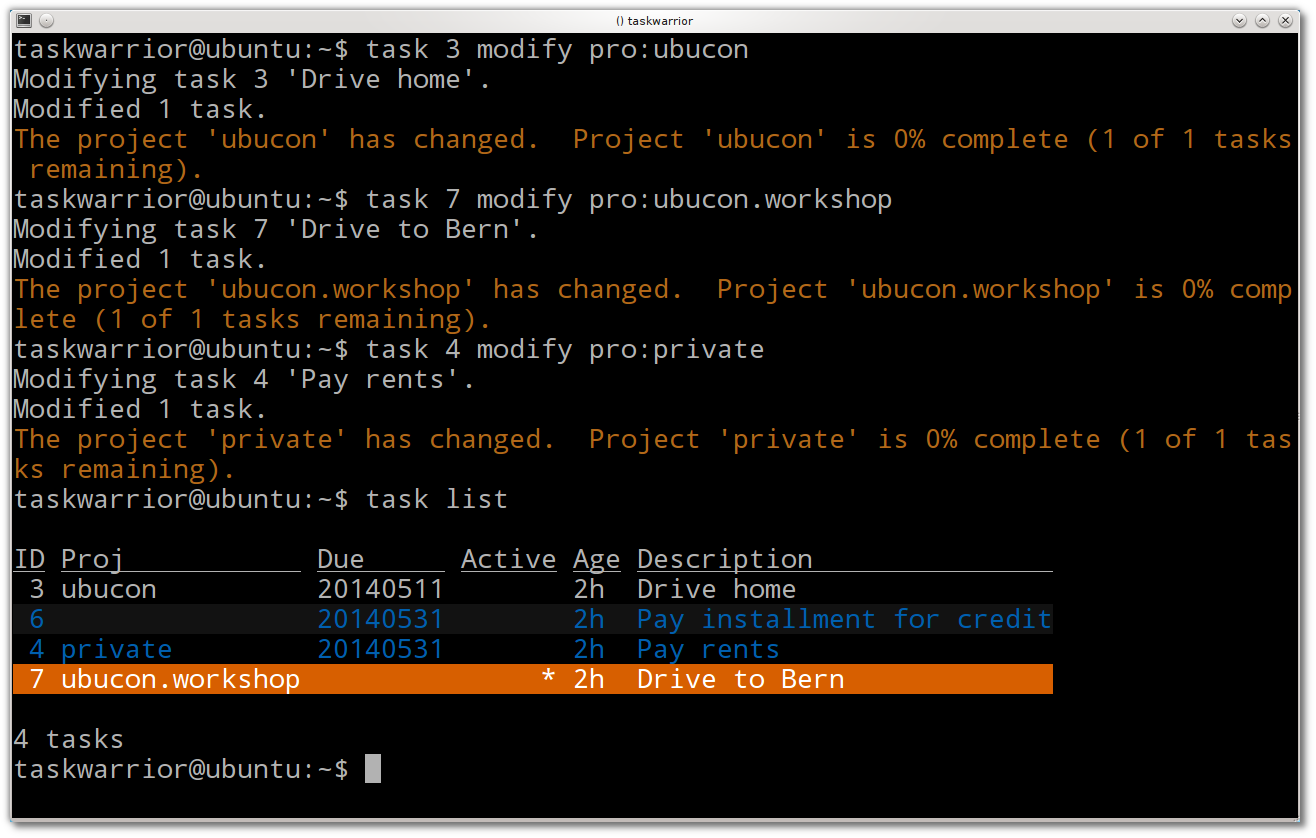 () taskwarrior
taskwarrior@ubuntu:~$ task 3 modify pro:ubucon
Modifying task 3 'Drive home'.
Modified 1 task.
The project 'ubucon' has changed.  Project 'ubucon' is 0% complete (1 of 1 tasks
 remaining).
taskwarrior@ubuntu:~$ task 7 modify pro:ubucon.workshop
Modifying task 7 'Drive to Bern'.
Modified 1 task.
The project 'ubucon.workshop' has changed.  Project 'ubucon.workshop' is 0% comp
lete (1 of 1 tasks remaining).
taskwarrior@ubuntu:~$ task 4 modify pro:private
Modifying task 4 'Pay rents'.
Modified 1 task.
The project 'private' has changed.  Project 'private' is 0% complete (1 of 1 tas
ks remaining).
taskwarrior@ubuntu:~$ task list
ID Proj            Due      Active Age Description
 3 ubucon          20140511        2h  Drive home
 6                 20140531        2h  Pay installment for credit
 4 private         20140531        2h  Pay rents
 7 ubucon.workshop               * 2h  Drive to Bern
4 tasks
taskwarrior@ubuntu:~$